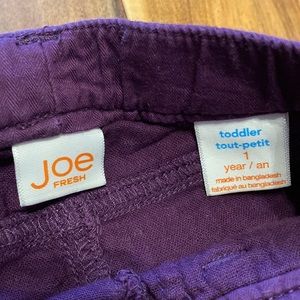 Joe
FRESH
toddler
tout-petit
1
year / an
made in bangladesh
fabriqué au bangladesh